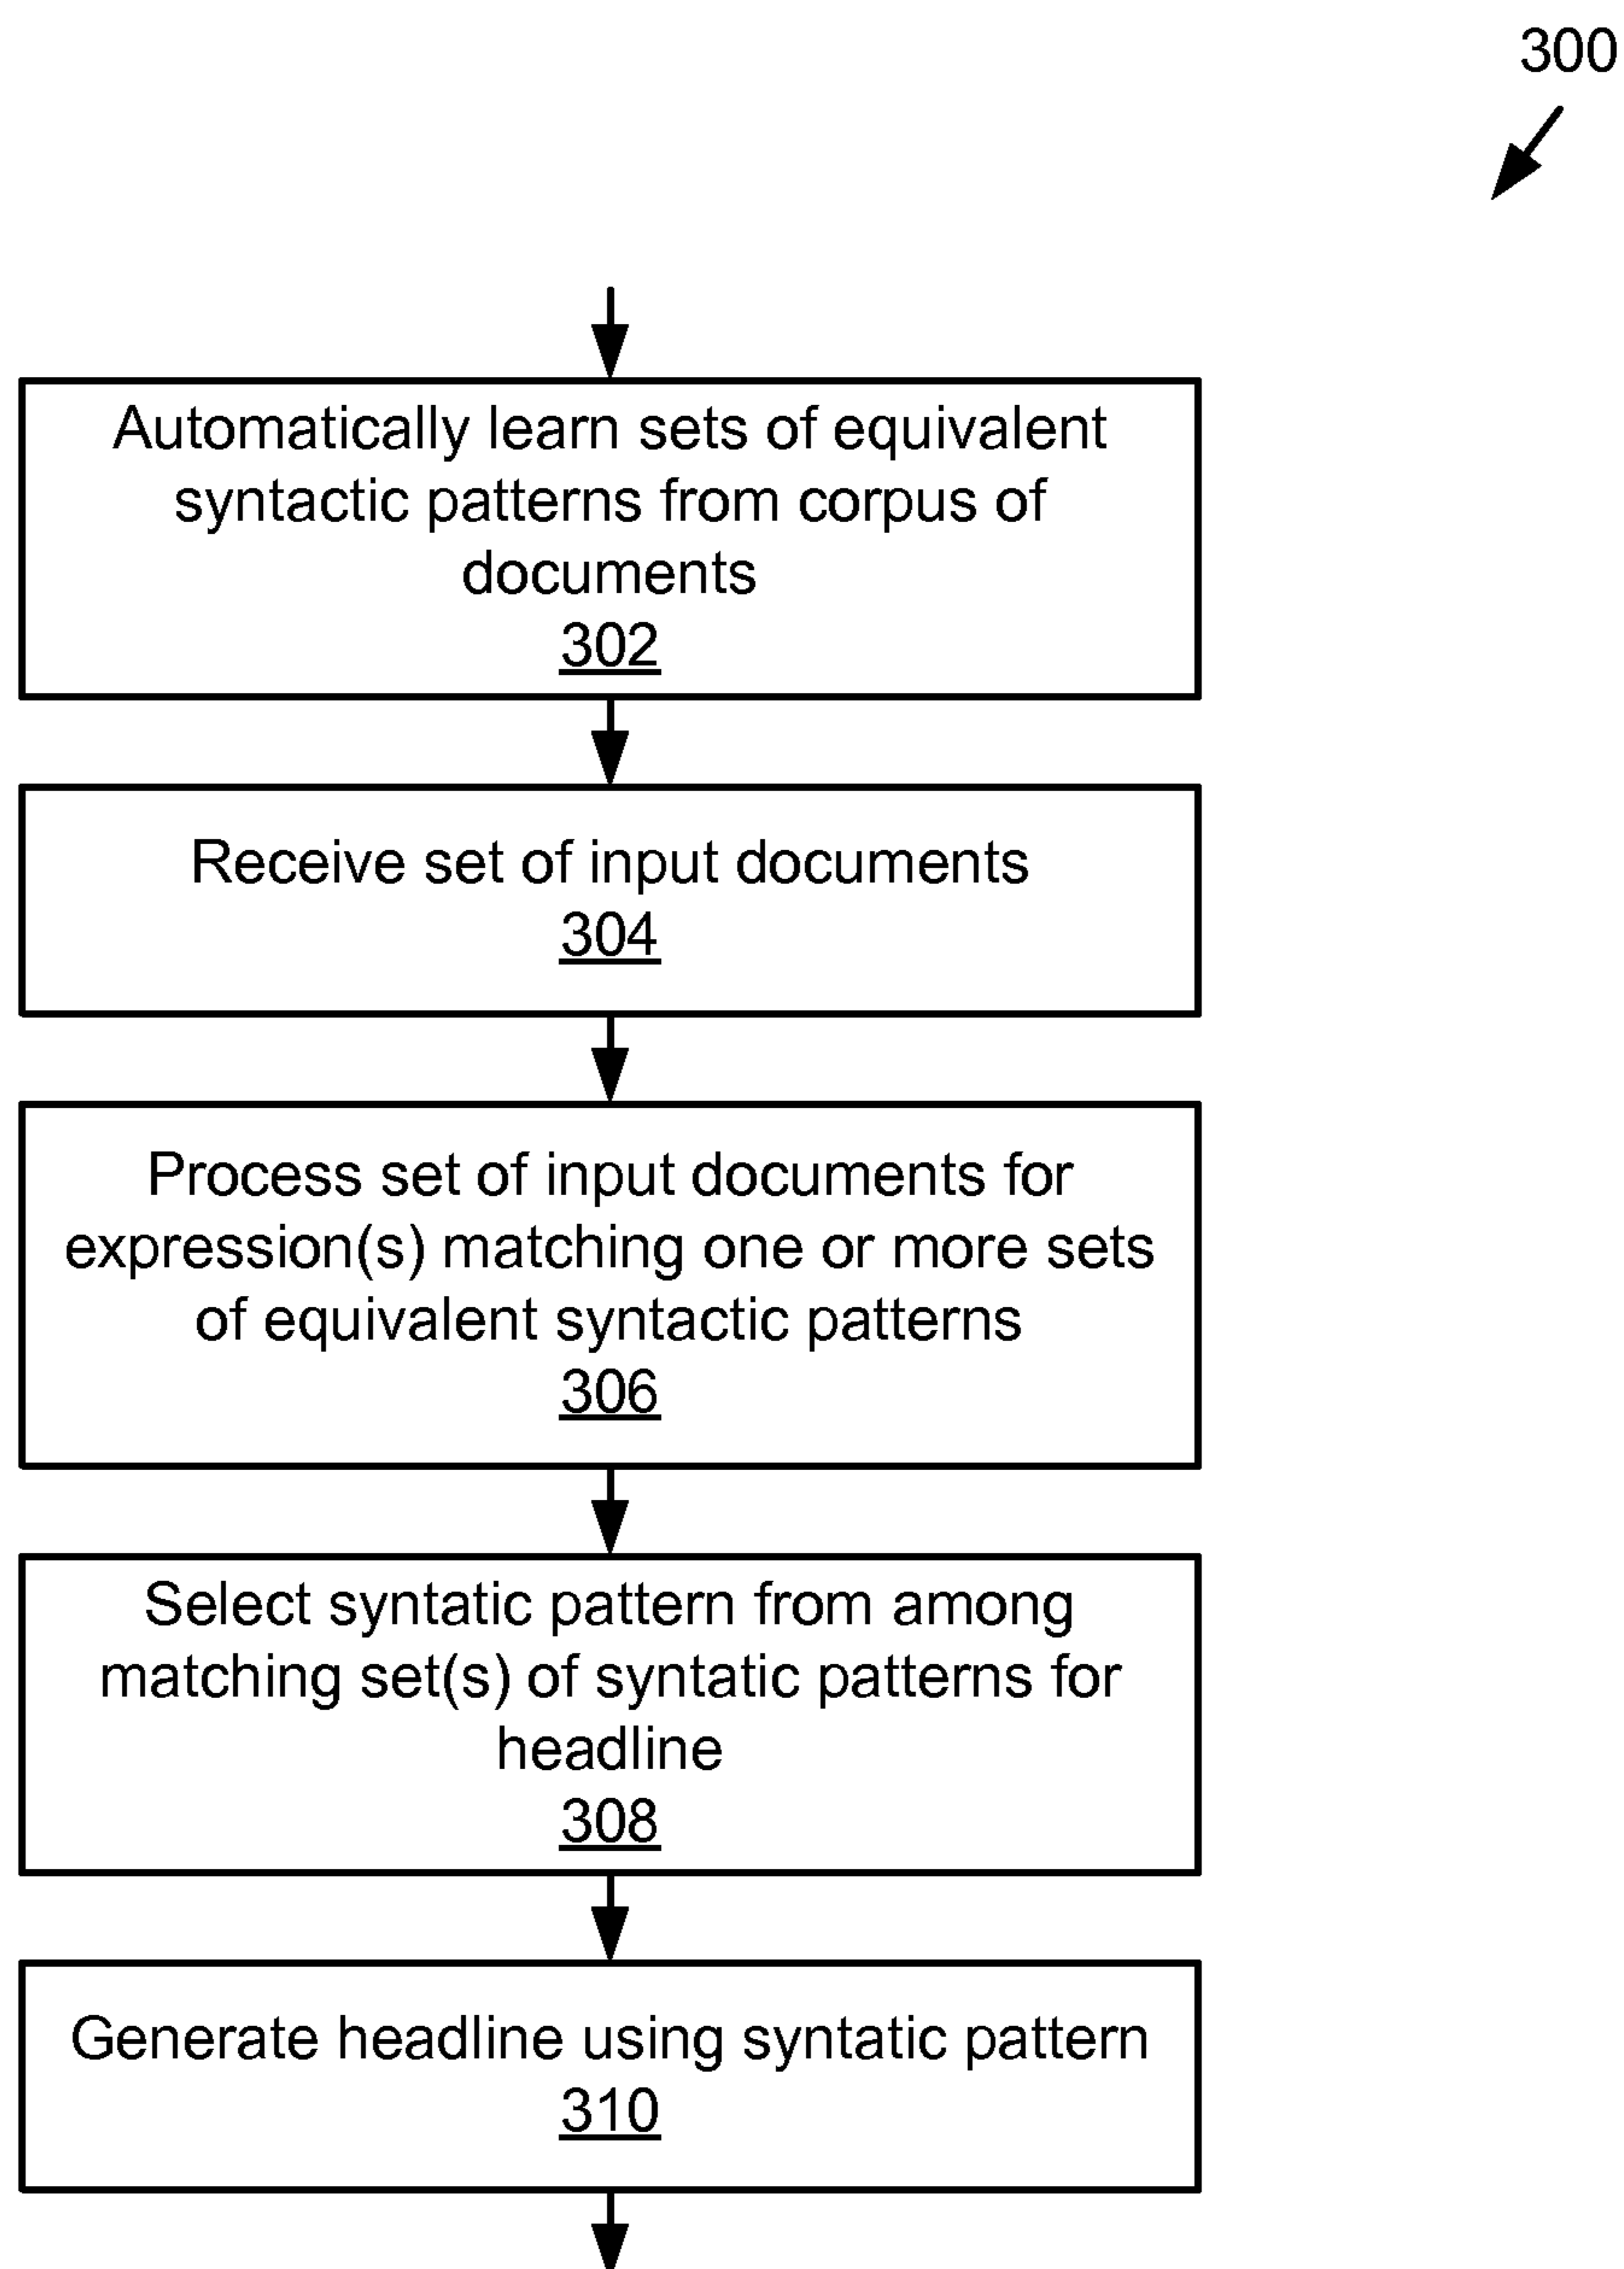 300
Automatically learn sets of equivalent
syntactic patterns from corpus of
documents
302
Receive set of input documents
304
Process set of input documents for
expression(s) matching one or more sets
of equivalent syntactic patterns
306
Select syntatic pattern from among
matching set(s) of syntatic patterns for
headline
308
Generate headline using syntatic pattern
310